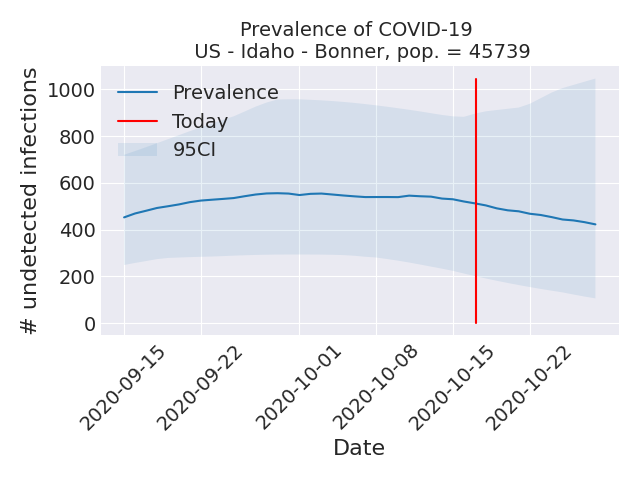 Prevalence of COVID-19
US - Idaho - Bonner, pop. = 45739
# undetected infections
1000
800
600
400
200
0
Prevalence
Today
95CI
2020-09-15
2020-09-22
2020-10-01
2020-10-08
2020-10-15
2020-10-22
Date